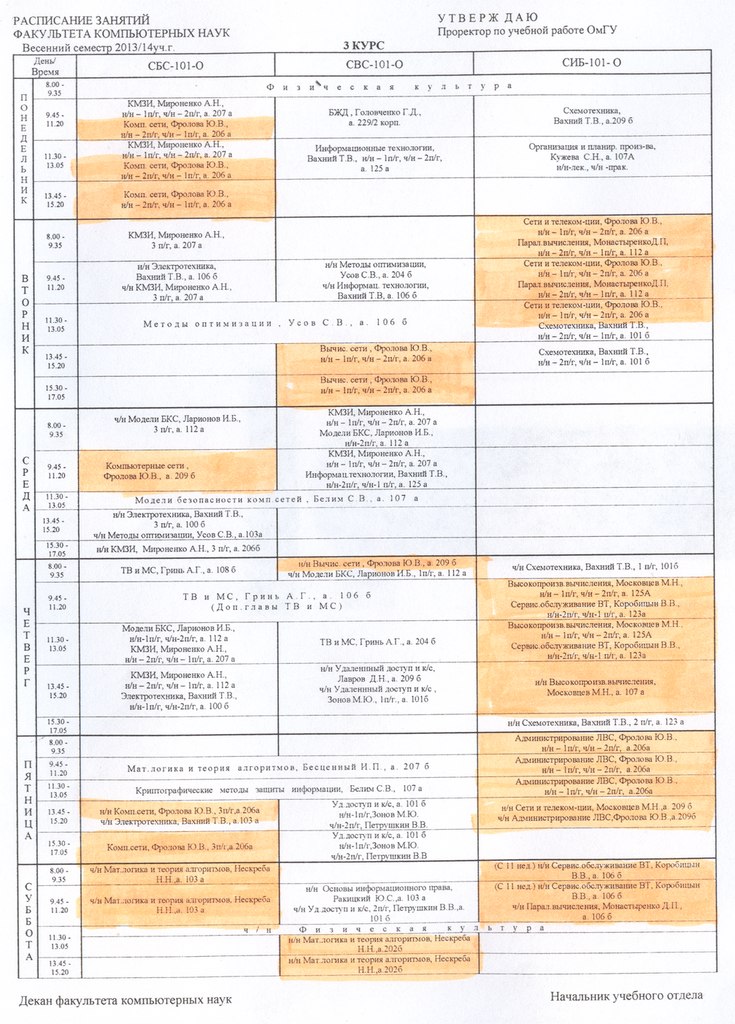 РАСПИСАНИЕ ЗАНЯТИЙ
ФАКУЛЬТЕТА КОМПЬЮТЕРНЫХ НАУК
Весенний семестр 2013/14уч.г.
У Т В Е Р Ж Д А Ю
Проректор по учебной работе ОмГУ
3 КУРС
День/
Время
СБС-101-О
СВС-101-О
СИБ-101- О
ПОНЕДЕЛЬНИК
8.00 -
9.35
Физическая культура
9.45 -
11.20
КМЗИ, Мироненко А.Н.,
н/н – 1п/г, ч/н – 2п/г, а. 207 а
Комп. сети, Фролова Ю.В.,
н/н – 2п/г, ч/н – 1п/г, а. 206 а
БЖД , Головченко Г.Д.,
а. 229/2 корп.
Схемотехника,
Вахний Т.В., а.209 б
11.30 -
13.05
КМЗИ, Мироненко А.Н.,
н/н – 1п/г, ч/н – 2п/г, а. 207 а
Комп. сети, Фролова Ю.В.,
н/н – 2п/г, ч/н – 1п/г, а. 206 а
Информационные технологии,
Вахний Т.В., н/н – 1п/г, ч/н – 2п/г,
а. 125 а
Организация и планир. произ-ва,
Кужева С.Н., а. 107А
н/н-лек., ч/н -прак.
13.45 -
15.20
Комп. сети, Фролова Ю.В.,
н/н – 2п/г, ч/н – 1п/г, а. 206 а
ВТОРНИК
8.00 -
9.35
КМЗИ, Мироненко А.Н.,
3 п/г, а. 207 а
Сети и телеком-ции, Фролова Ю.В.,
н/н – 1п/г, ч/н – 2п/г, а. 206 а
Парал.вычисления, МонастыренкоД.П,
н/н – 2п/г, ч/н – 1п/г, а. 112 а
9.45 -
11.20
н/н Электротехника,
Вахний Т.В., а. 106 б
ч/н КМЗИ, Мироненко А.Н.,
3 п/г, а. 207 а
н/н Методы оптимизации,
Усов С.В., а. 204 б
ч/н Информац. технологии,
Вахний Т.В, а. 106 б
Сети и телеком-ции, Фролова Ю.В.,
н/н – 1п/г, ч/н – 2п/г, а. 206 а
Парал.вычисления, МонастыренкоД.П,
н/н – 2п/г, ч/н – 1п/г, а. 112 а
11.30 -
13.05
Методы оптимизации , Усов С.В., а. 106 б
Сети и телеком-ции, Фролова Ю.В.,
н/н – 1п/г, ч/н – 2п/г, а. 206 а
Схемотехника, Вахний Т.В.,
н/н – 2п/г, ч/н – 1п/г, а. 101 б
13.45 -
15.20
Вычис. сети , Фролова Ю.В.,
н/н – 1п/г, ч/н – 2п/г, а. 206 а
Схемотехника, Вахний Т.В.,
н/н – 2п/г, ч/н – 1п/г, а. 101 б
15.30 -
17.05
Вычис. сети , Фролова Ю.В.,
н/н – 1п/г, ч/н – 2п/г, а. 206 а
СРЕДА
8.00 -
9.35
ч/н Модели БКС, Ларионов И.Б.,
3 п/г, а. 112 а
КМЗИ, Мироненко А.Н.,
н/н – 1п/г, ч/н – 2п/г, а. 207 а
Модели БКС, Ларионов И.Б.,
н/н-2п/г, а. 112 а
9.45 -
11.20
Компьютерные сети ,
Фролова Ю.В., а. 209 б
КМЗИ, Мироненко А.Н.,
н/н – 1п/г, ч/н – 2п/г, а. 207 а
Информац.технологии, Вахний Т.В.,
н/н-2п/г, ч/н-1 п/г, а. 125 а
11.30 -
13.05
Модели безопасности комп.сетей , Белим С.В., а. 107 а
13.45 -
15.20
н/н Электротехника, Вахний Т.В.,
3 п/г, а. 100 б
ч/н Методы оптимизации, Усов С.В., а.103а
15.30 -
17.05
н/н КМЗИ, Мироненко А.Н., 3 п/г, а. 206б
ЧЕТВЕРГ
8.00 -
9.35
ТВ и МС, Гринь А.Г., а. 108 б
н/н Вычис. сети , Фролова Ю.В., а. 209 б
ч/н Модели БКС, Ларионов И.Б., 1п/г, а. 112 а
ч/н Схемотехника, Вахний Т.В., 1 п/г, 101б
9.45 -
11.20
ТВ и МС, Гринь А.Г., а. 106 б
(Доп.главы ТВ и МС)
Высокопроизв.вычисления, Московцев М.Н.,
н/н – 1п/г, ч/н – 2п/г, а. 125А
Сервис.обслуживание ВТ, Коробицын В.В.,
н/н-2п/г, ч/н-1 п/г, а. 123а
11.30 -
13.05
Модели БКС, Ларионов И.Б.,
н/н-1п/г, ч/н-2п/г, а. 112 а
КМЗИ, Мироненко А.Н.,
н/н – 2п/г, ч/н – 1п/г, а. 207 а
ТВ и МС, Гринь А.Г., а. 204 б
Высокопроизв.вычисления, Московцев М.Н.,
н/н – 1п/г, ч/н – 2п/г, а. 125А
Сервис.обслуживание ВТ, Коробицын В.В.,
н/н-2п/г, ч/н-1 п/г, а. 123а
13.45 -
15.20
КМЗИ, Мироненко А.Н.,
н/н – 2п/г, ч/н – 1п/г, а. 112 а
Электротехника, Вахний Т.В.,
н/н-1п/г, ч/н-2п/г, а. 100 б
н/н Удаленный доступ и к/с,
Лавров Д.Н., а. 209 б
ч/н Удаленный доступ и к/с ,
Зонов М.Ю., 1п/г., а. 101б
н/н Высокопроизв.вычисления,
Московцев М.Н., а. 107 а
15.30 -
17.05
н/н Схемотехника, Вахний Т.В., 2 п/г, а. 123 а
ПЯТНИЦА
8.00 -
9.35
Администрирование ЛВС, Фролова Ю.В.,
н/н – 1п/г, ч/н – 2п/г, а.206а
9.45 -
11.20
Мат.логика и теория алгоритмов, Бесценный И.П., а. 207 б
Администрирование ЛВС, Фролова Ю.В.,
н/н – 1п/г, ч/н – 2п/г, а.206а
11.30 -
13.05
Криптографические методы защиты информации, Белим С.В., 107 а
Администрирование ЛВС, Фролова Ю.В.,
н/н – 1п/г, ч/н – 2п/г, а.206а
13.45 -
15.20
н/н Комп.сети, Фролова Ю.В., 3п/г,а.206а
ч/н Электротехника, Вахний Т.В., а.103 а
Уд.доступ и к/с, а. 101 б
н/н-1п/г,Зонов М.Ю.
ч/н-2п/г, Петрушкин В.В.
н/н Сети и телеком-ции, Московцев М.Н.,а. 209 б
ч/н Администрирование ЛВС,Фролова Ю.В.,а.209б
15.30 -
17.05
Комп.сети, Фролова Ю.В., 3п/г,а.206а
Уд.доступ и к/с, а. 101 б
н/н-1п/г,Зонов М.Ю.
ч/н-2п/г, Петрушкин В.В
СУББОТА
8.00 -
9.35
ч/н Мат.логика и теория алгоритмов, Нескреба
Н.Н.,а. 103 а
(С 11 нед.) н/н Сервис.обслуживание ВТ, Коробицын
В.В., а. 106 б
9.45 -
11.20
ч/н Мат.логика и теория алгоритмов, Нескреба
Н.Н.,а. 103 а
н/н Основы информационного права,
Ракицкий Ю.С.,а. 103 а
ч/н Уд.доступ и к/с, 2п/г, Петрушкин В.В.,а.
101 б
(С 11 нед.) н/н Сервис.обслуживание ВТ, Коробицын
В.В., а. 106 б
ч/н Парал.вычисления, Монастыренко Д.П.,
а. 106 б
11.30 -
13.05
ч/н Физическая культура
н/н Мат.логика и теория алгоритмов, Нескреба
Н.Н.,а.202б
13.45 -
15.20
н/н Мат.логика и теория алгоритмов, Нескреба
Н.Н.,а.202б
Декан факультета компьютерных наук
Начальник учебного отдела